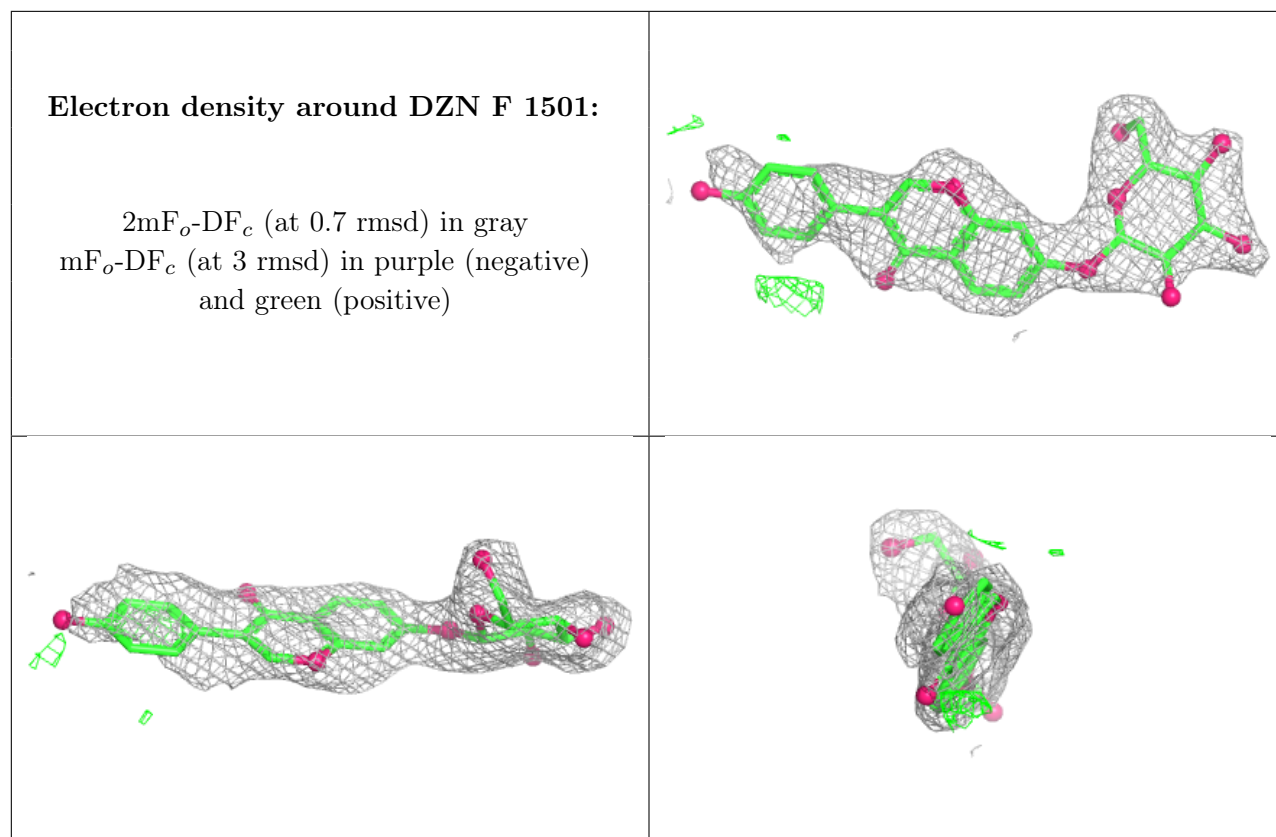 Electron density around DZN F 1501:
2mFo-DFc (at 0.7 rmsd) in gray
mFo-DFc (at 3 rmsd) in purple (negative)
and green (positive)